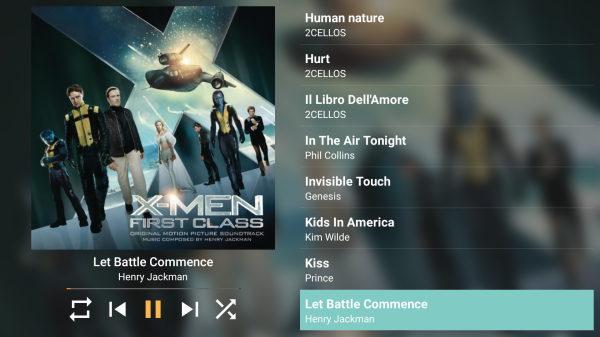 X-MEN
FIRST CLASS
ORIGINAL MOTION PICTURE SOUNDTRACK
MUSIC COMPOSED BY HENRY JACKMAN
Let Battle Commence
Henry Jackman
Human nature
2CELLOS
Hurt
2CELLOS
Il Libro Dell'Amore
2CELLOS
In The Air Tonight
Phil Collins
Invisible Touch
Genesis
Kids In America
Kim Wilde
Kiss
Prince
Let Battle Commence
Henry Jackman